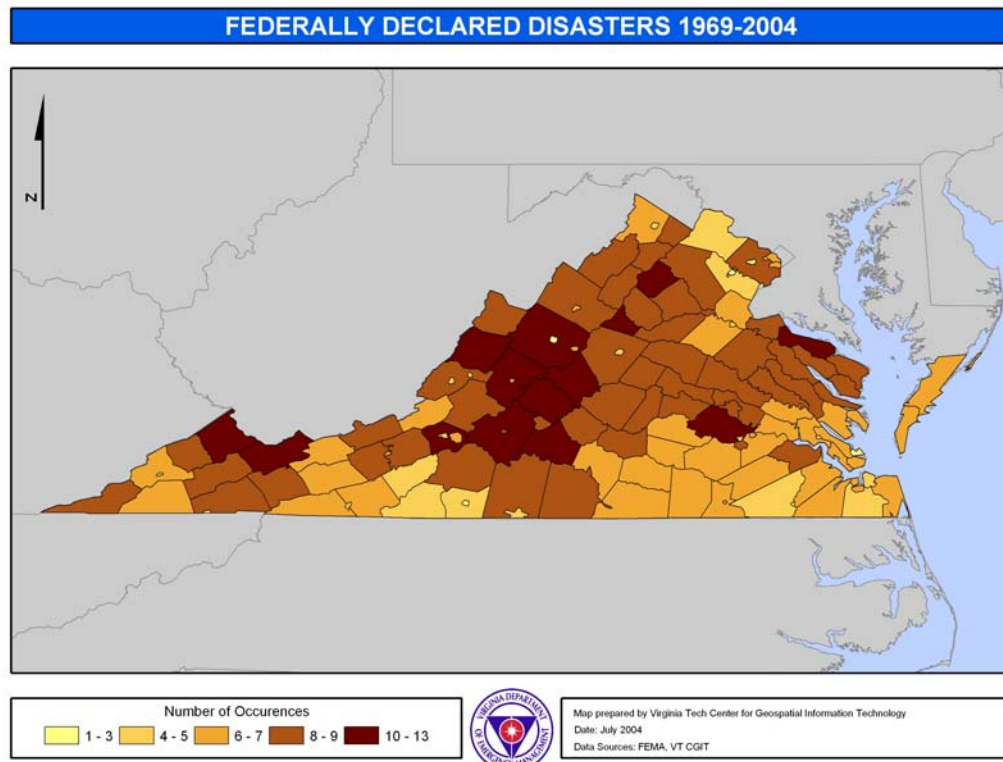 FEDERALLY DECLARED DISASTERS 1969-2004
N
Number of Occurences
1 - 3
4 - 5
6 - 7
8 - 9
10 - 13
VIRGINIA DEPARTMENT
OF EMERGENCY MANAGEMENT
Map prepared by Virginia Tech Center for Geospatial Information Technology
Date: July 2004
Data Sources: FEMA, VT CGIT